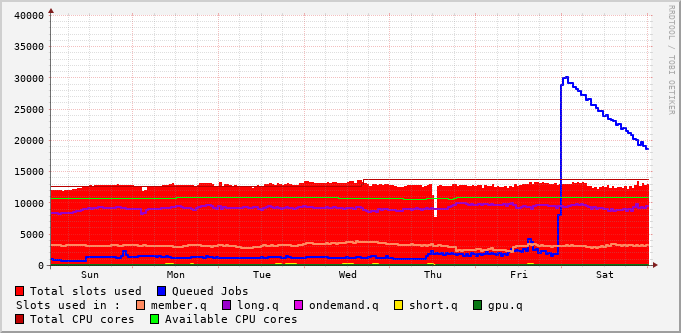 RRDTOOL / TOBI OETIKER
40000
35000
30000
25000
20000
15000
10000
5000
0
Sun Mon Tue Wed Thu Fri Sat
Total slots used Queued Jobs
Slots used in : member.q long.q ondemand.q short.q gpu.q
Total CPU cores Available CPU cores